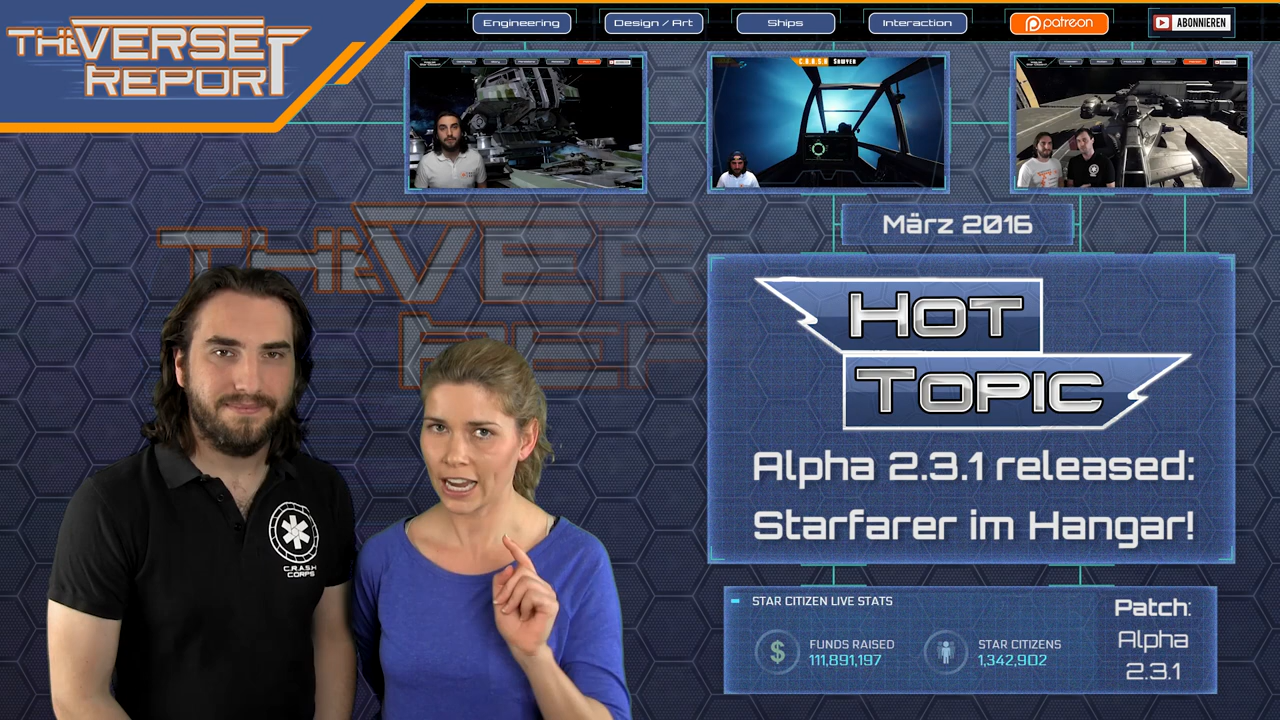 THE VERSE
REPORT
Engineering
Design / Art
Ships
Interaction
patreon
ABONNIEREN
C.R.A.S.H SAWYER
März 2016
HOT
TOPIC
Alpha 2.3.1 released:
Starfarer im Hangar!
C.R.A.S.H
CORPS
STAR CITIZEN LIVE STATS
FUNDS RAISED
111,891,197
STAR CITIZENS
1,342,902
Patch:
Alpha
2.3.1